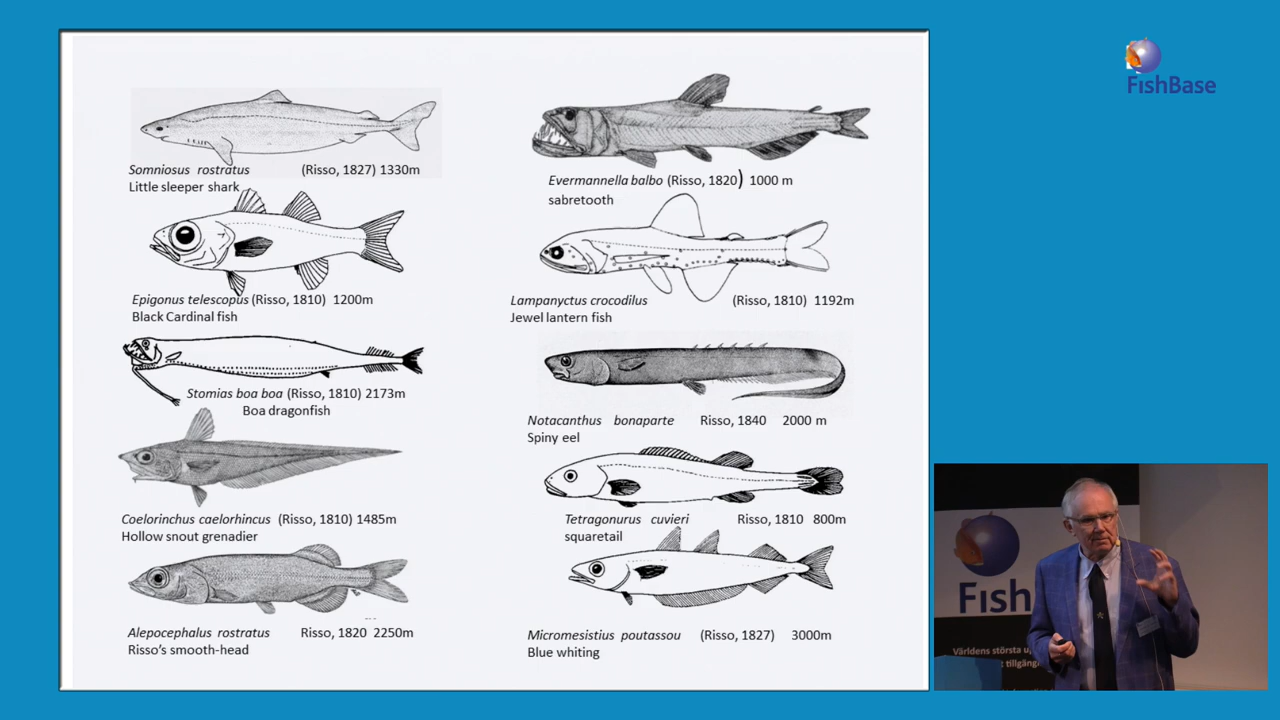 FishBase
Somniosus rostratus (Risso, 1827) 1330m
Little sleeper shark
Evermannella balbo (Risso, 1820) 1000 m
sabretooth
Epigonus telescopus (Risso, 1810) 1200m
Black Cardinal fish
Lampanyctus crocodilus (Risso, 1810) 1192m
Jewel lantern fish
Stomias boa boa (Risso, 1810) 2173m
Boa dragonfish
Notacanthus bonaparte Risso, 1840 2000 m
Spiny eel
Coelorinchus caelorhincus (Risso, 1810) 1485m
Hollow snout grenadier
Tetragonurus cuvieri Risso, 1810 800m
squaretail
Alepocephalus rostratus Risso, 1820 2250m
Risso's smooth-head
Micromesistius poutassou (Risso, 1827) 3000m
Blue whiting
Fish
Världens största
t tillgäng